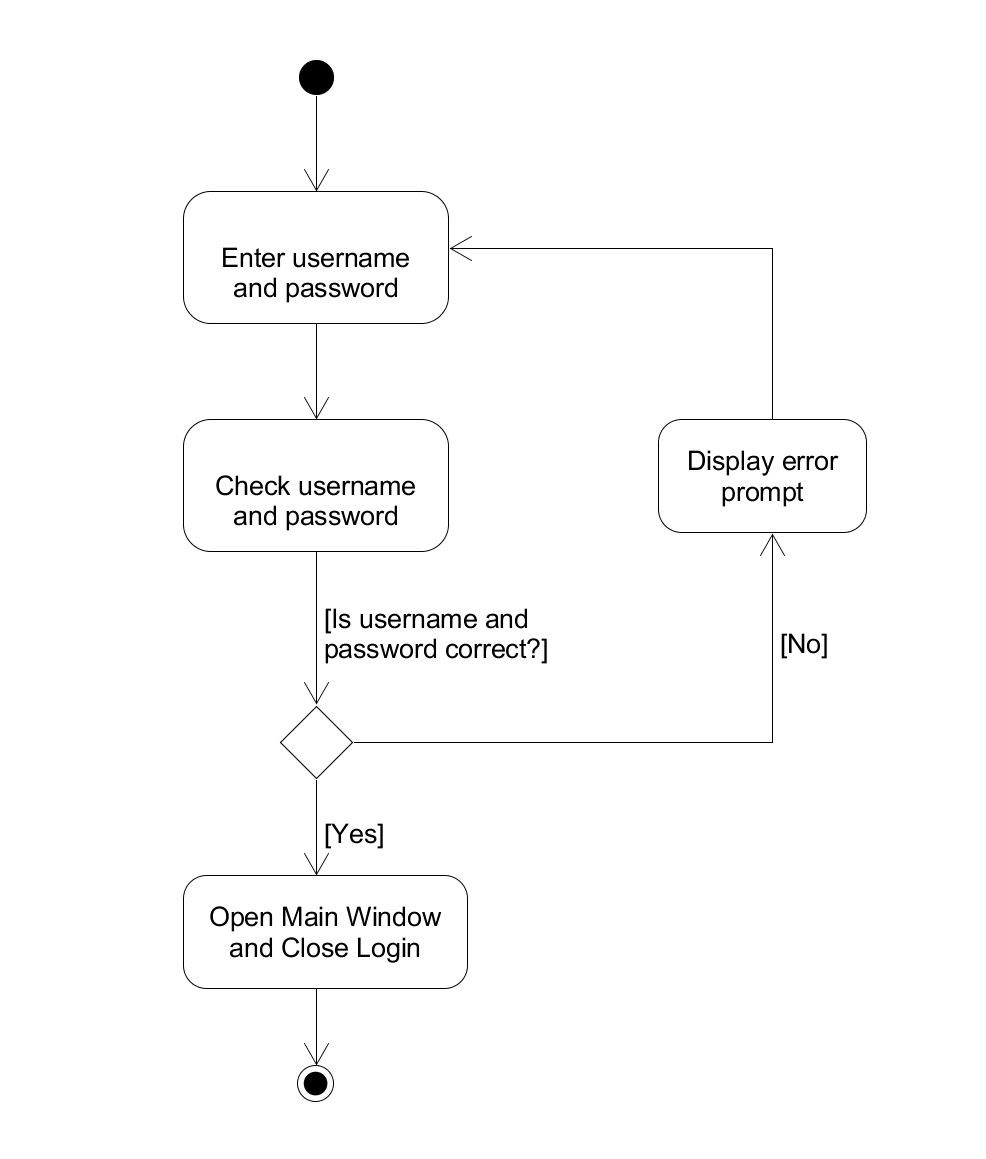 Enter username
and password
Check username
and password
Display error
prompt
[Is username and
password correct?]
[No]
[Yes]
Open Main Window
and Close Login